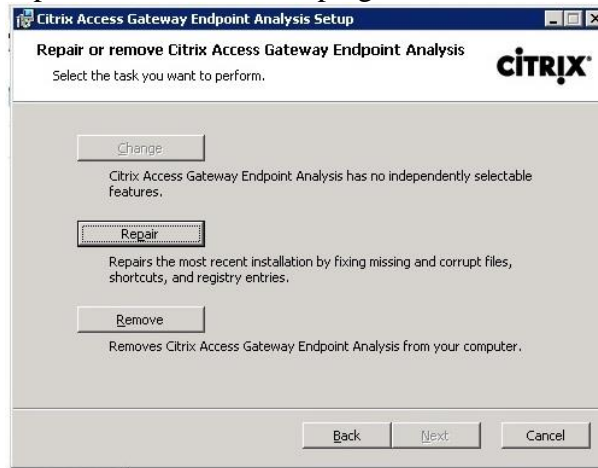 Citrix Access Gateway Endpoint Analysis Setup
Repair or remove Citrix Access Gateway Endpoint Analysis
Select the task you want to perform.
CITRIX
Change
Citrix Access Gateway Endpoint Analysis has no independently selectable
features.
Repair
Repairs the most recent installation by fixing missing and corrupt files,
shortcuts, and registry entries.
Remove
Removes Citrix Access Gateway Endpoint Analysis from your computer.
Back
Next
Cancel